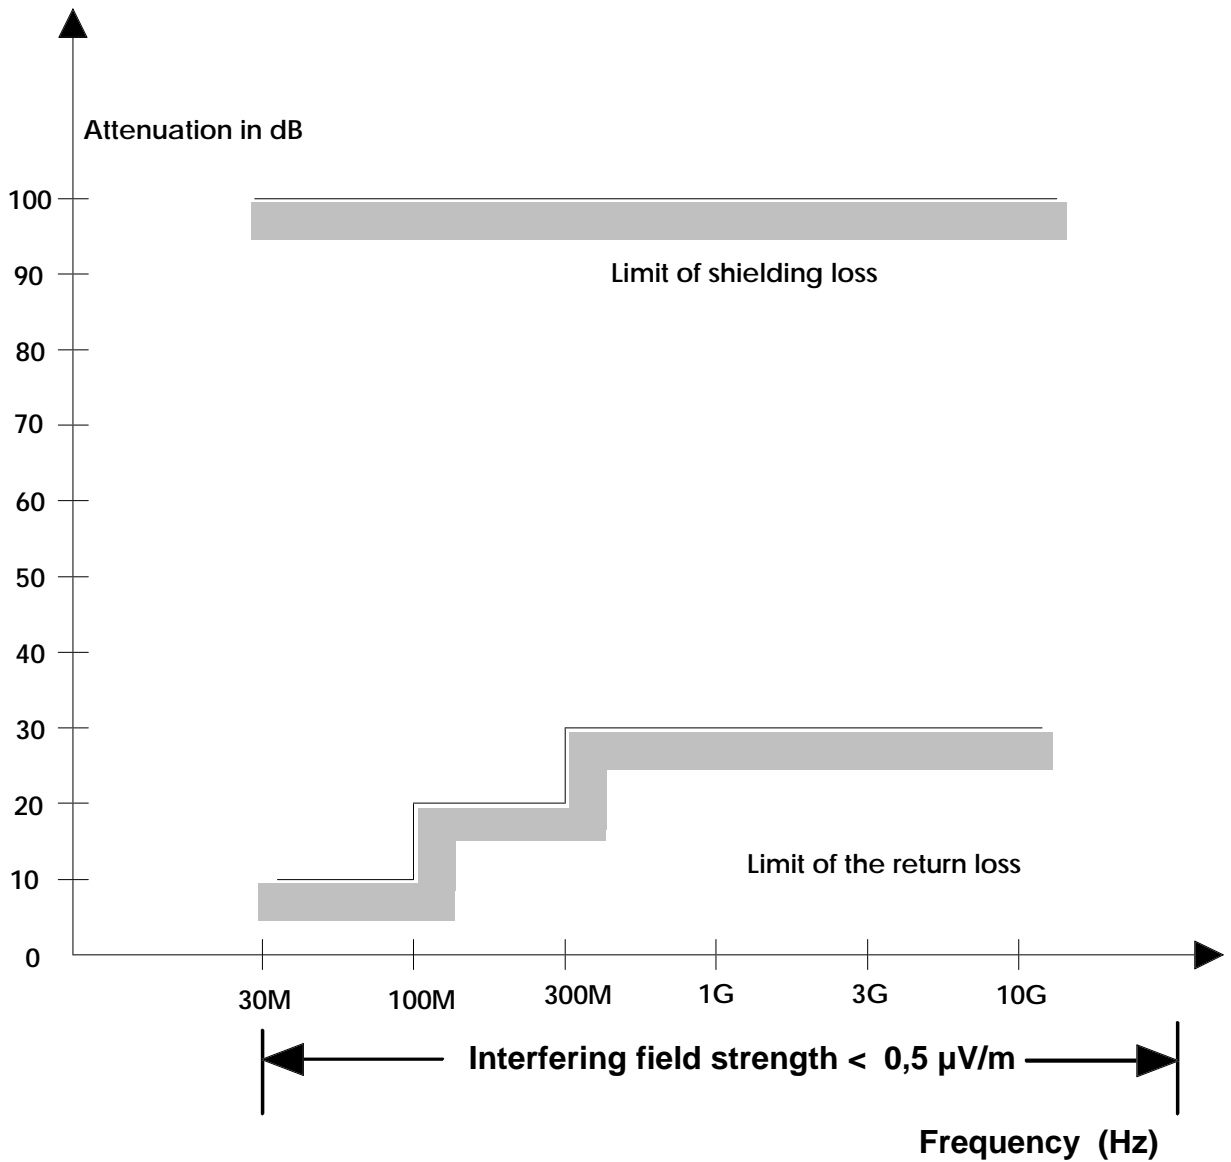 Attenuation in dB
100
90
Limit of shielding loss
80
70
60
50
40
30
20
10
Limit of the return loss
0
30M 100M 300M 1G 3G 10G
Interfering field strength < 0,5 µV/m
Frequency (Hz)